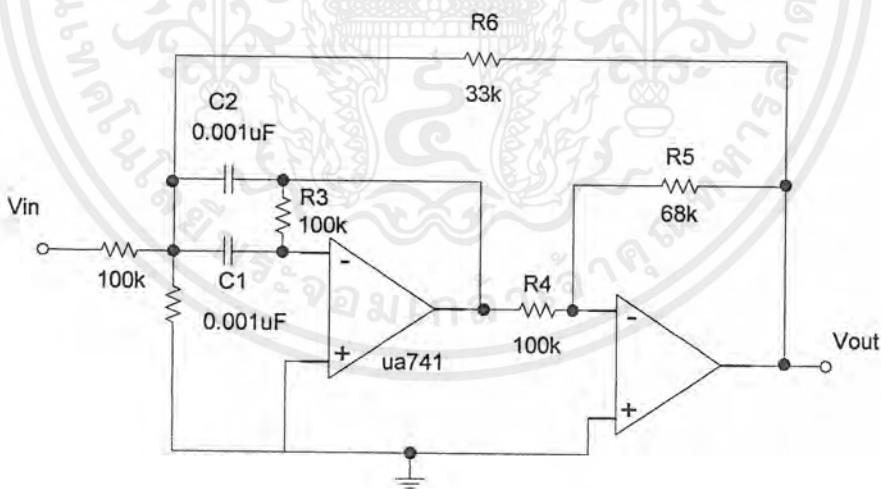 R6
33k
C2
0.001uF
R5
68k
R3
100k
Vin
100k
C1
0.001uF
R4
100k
-
+
ua741
-
+
Vout